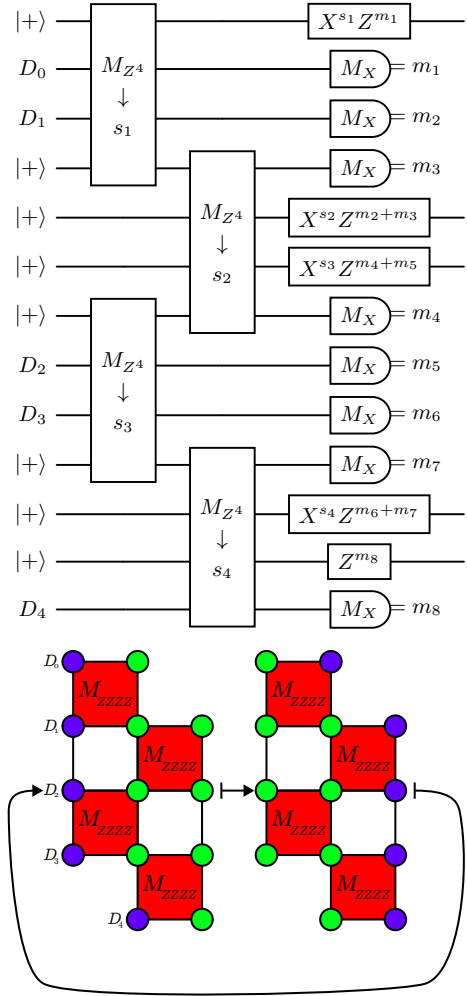 |+⟩ X^{s_1} Z^{m_1}
D_0 M_X = m_1
M_{Z^4}
↓
s_1
D_1 M_X = m_2
|+⟩ M_X = m_3
|+⟩ X^{s_2} Z^{m_2+m_3}
M_{Z^4}
↓
s_2
|+⟩ X^{s_3} Z^{m_4+m_5}
|+⟩ M_X = m_4
D_2 M_X = m_5
M_{Z^4}
↓
s_3
D_3 M_X = m_6
|+⟩ M_X = m_7
|+⟩ X^{s_4} Z^{m_6+m_7}
M_{Z^4}
↓
s_4
|+⟩ Z^{m_8}
D_4 M_X = m_8
D_0
M_{ZZZZ} M_{ZZZZ}
D_1
M_{ZZZZ} M_{ZZZZ}
D_2
M_{ZZZZ} M_{ZZZZ}
D_3
M_{ZZZZ} M_{ZZZZ}
D_4